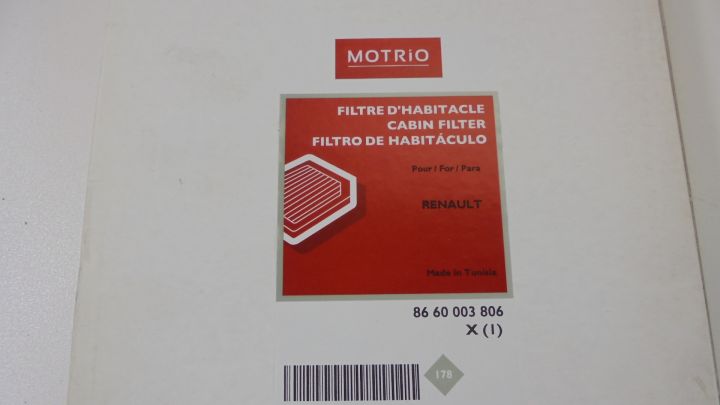 MOTRiO
FILTRE D'HABITACLE
CABIN FILTER
FILTRO DE HABITÁCULO
Pour / For / Para
RENAULT
Made in Tunisia
86 60 003 806
X (1)
178